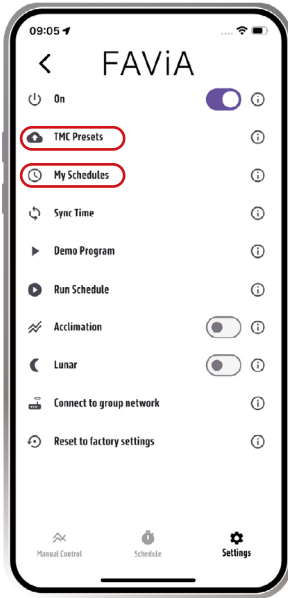 09:05
FAViA
On
TMC Presets
My Schedules
Sync Time
Demo Program
Run Schedule
Acclimation
Lunar
Connect to group network
Reset to factory settings
Manual Control Schedule Settings